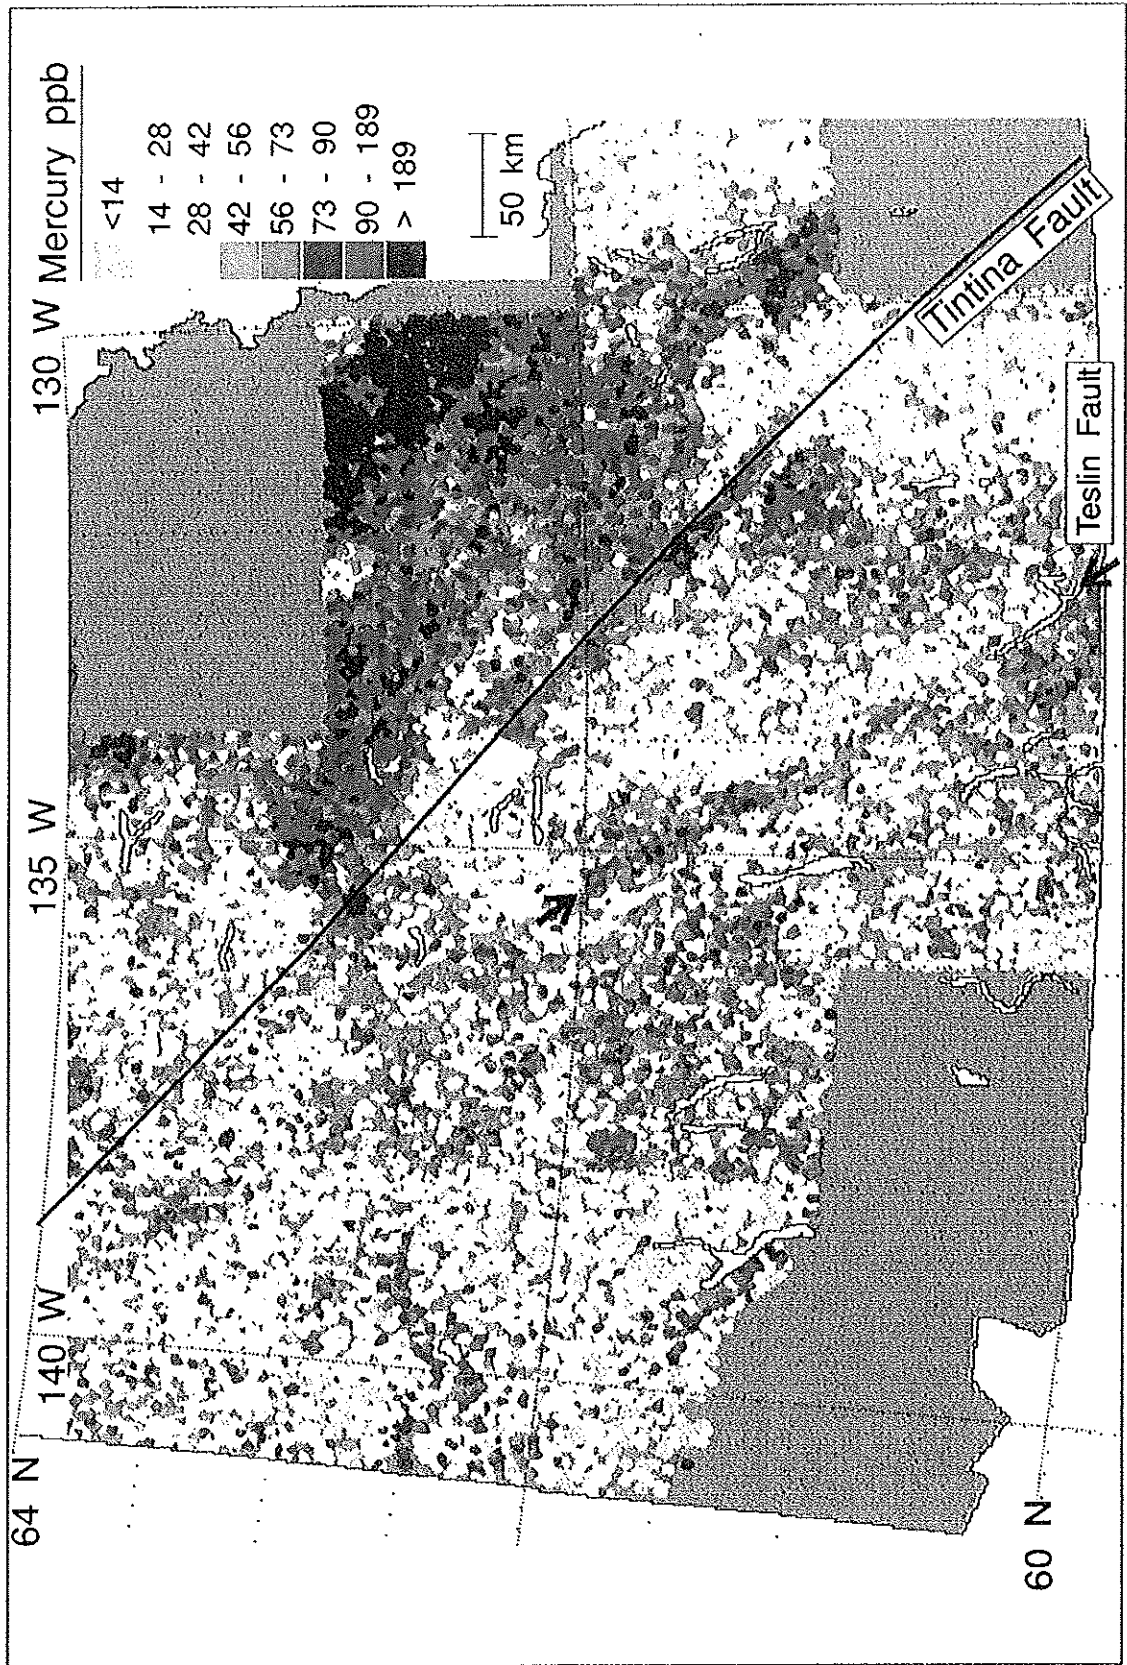 64 N
140 W
135 W
130 W
Mercury ppb
<14
14 - 28
28 - 42
42 - 56
56 - 73
73 - 90
90 - 189
> 189
50 km
Tintina Fault
Teslin Fault
60 N